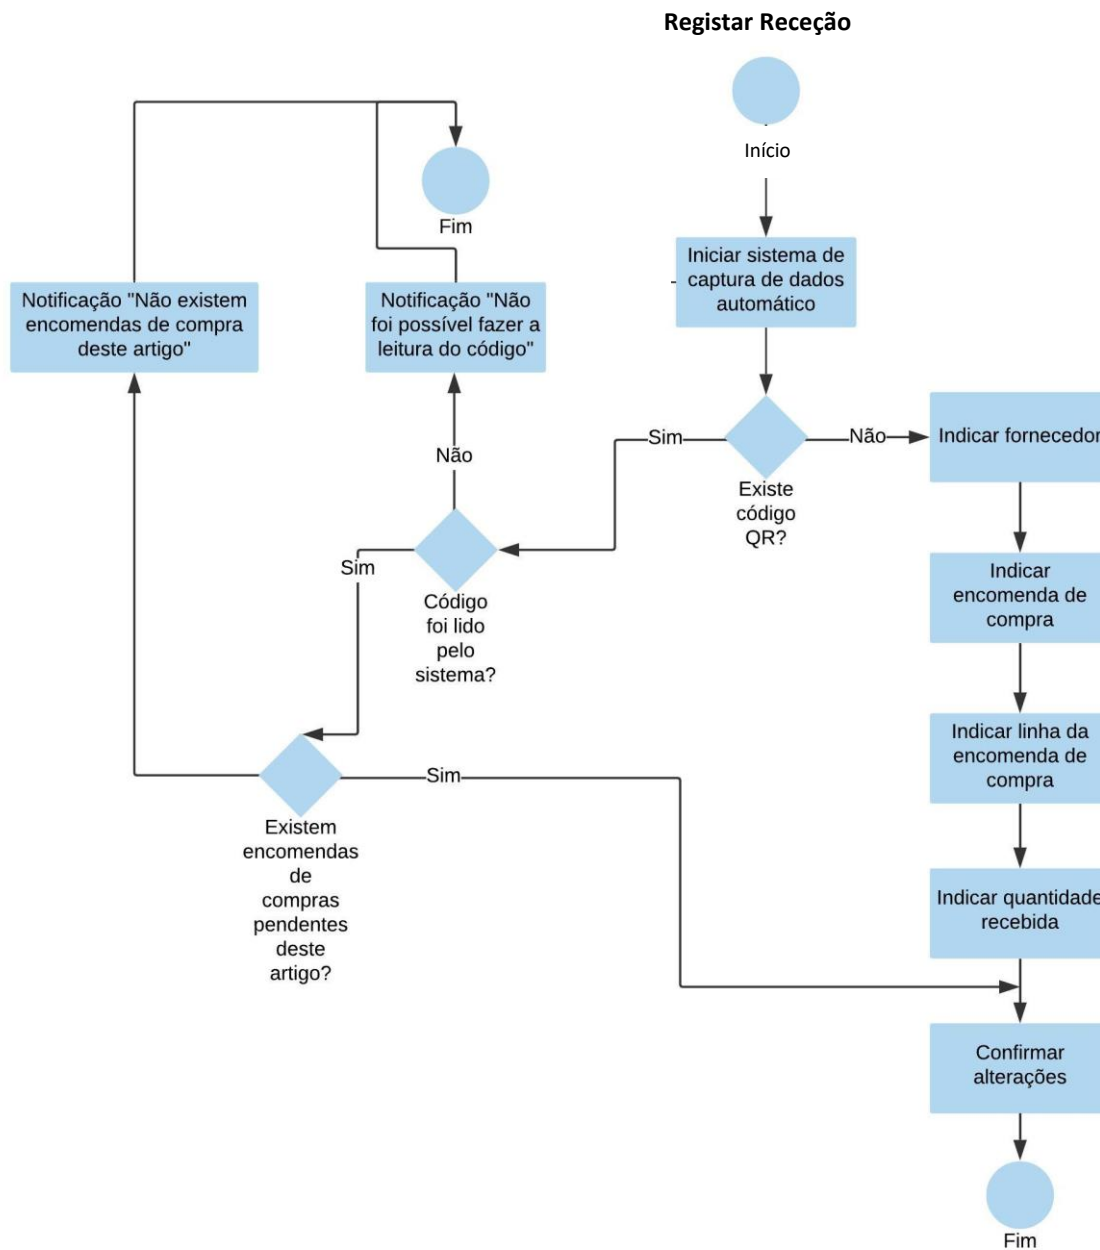 Registar Receção
Início
Fim
Iniciar sistema de
captura de dados
automático
Notificação "Não existem
encomendas de compra
deste artigo"
Notificação "Não
foi possível fazer a
leitura do código"
Sim
Não
Indicar fornecedor
Existe
código
QR?
Não
Sim
Código
foi lido
pelo
sistema?
Indicar
encomenda de
compra
Indicar linha da
encomenda de
compra
Sim
Existem
encomendas
de
compras
pendentes
deste
artigo?
Indicar quantidade
recebida
Confirmar
alterações
Fim